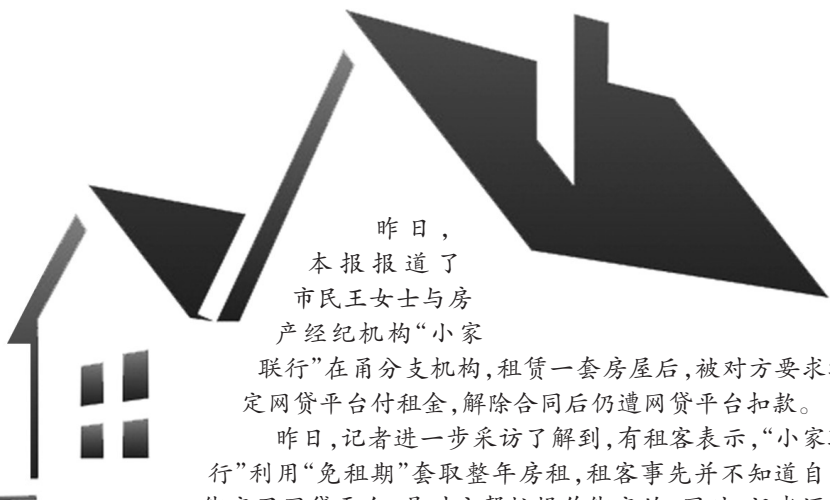 昨日，
本报报道了
市民王女士与房
产经纪机构“小家
联行”在甬分支机构，租赁一套房屋后，被对方要求
定网贷平台付租金，解除合同后仍遭网贷平台扣款。
昨日，记者进一步采访了解到，有租客表示，“小家
行”利用“免租期”套取整年房租，租客事先并不知道自